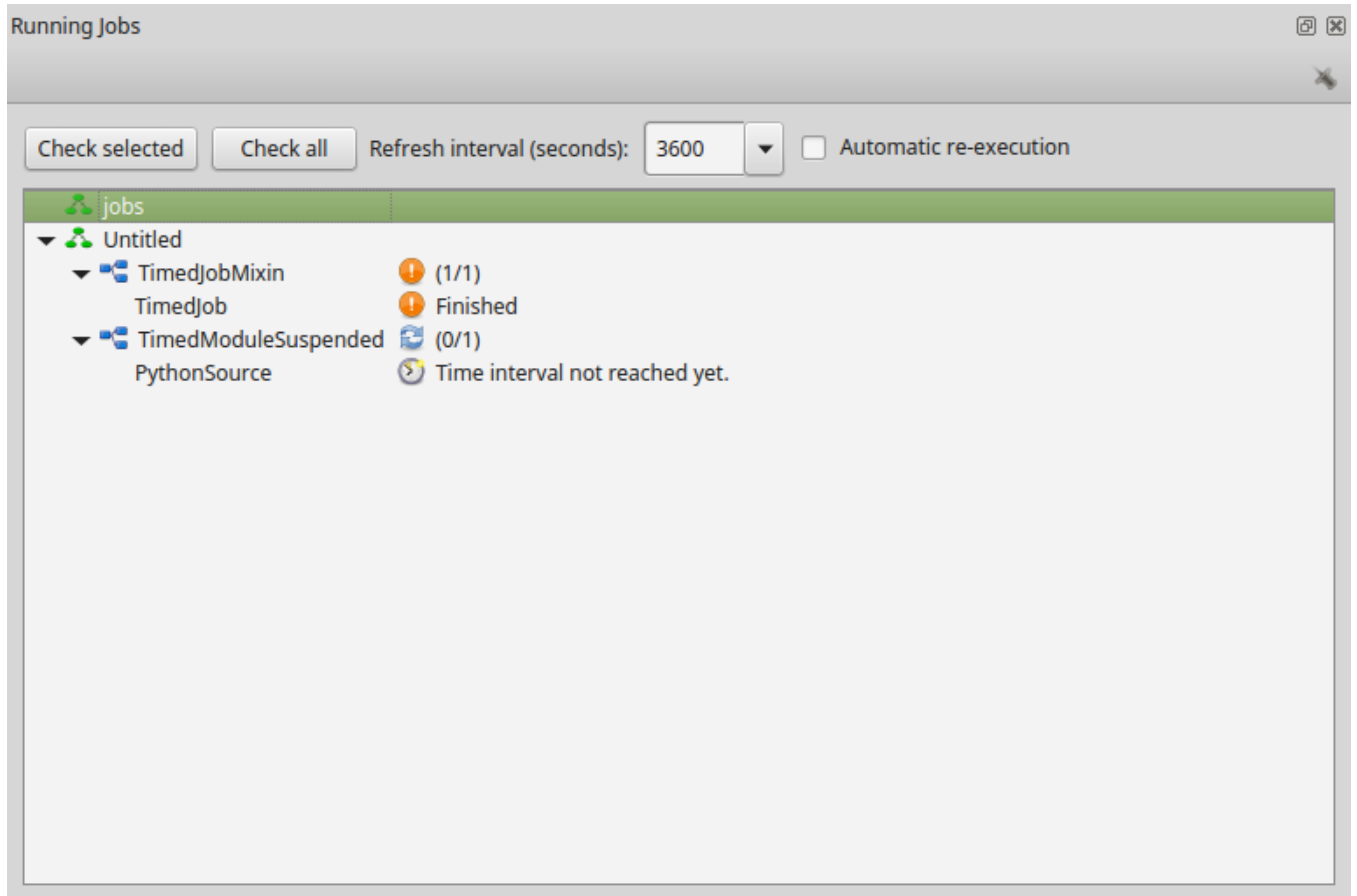 Running Jobs
Check selected Check all Refresh interval (seconds): 3600 Automatic re-execution
jobs
Untitled
TimedJobMixin (1/1)
TimedJob Finished
TimedModuleSuspended (0/1)
PythonSource Time interval not reached yet.